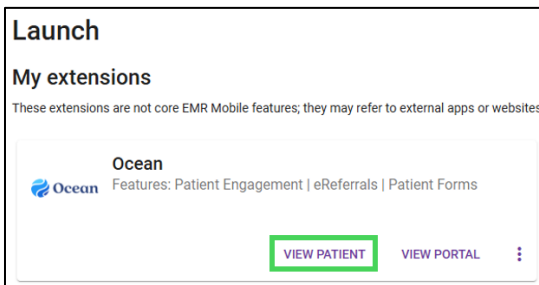 Launch
My extensions
These extensions are not core EMR Mobile features; they may refer to external apps or websites
Ocean
Ocean
Features: Patient Engagement | eReferrals | Patient Forms
VIEW PATIENT VIEW PORTAL